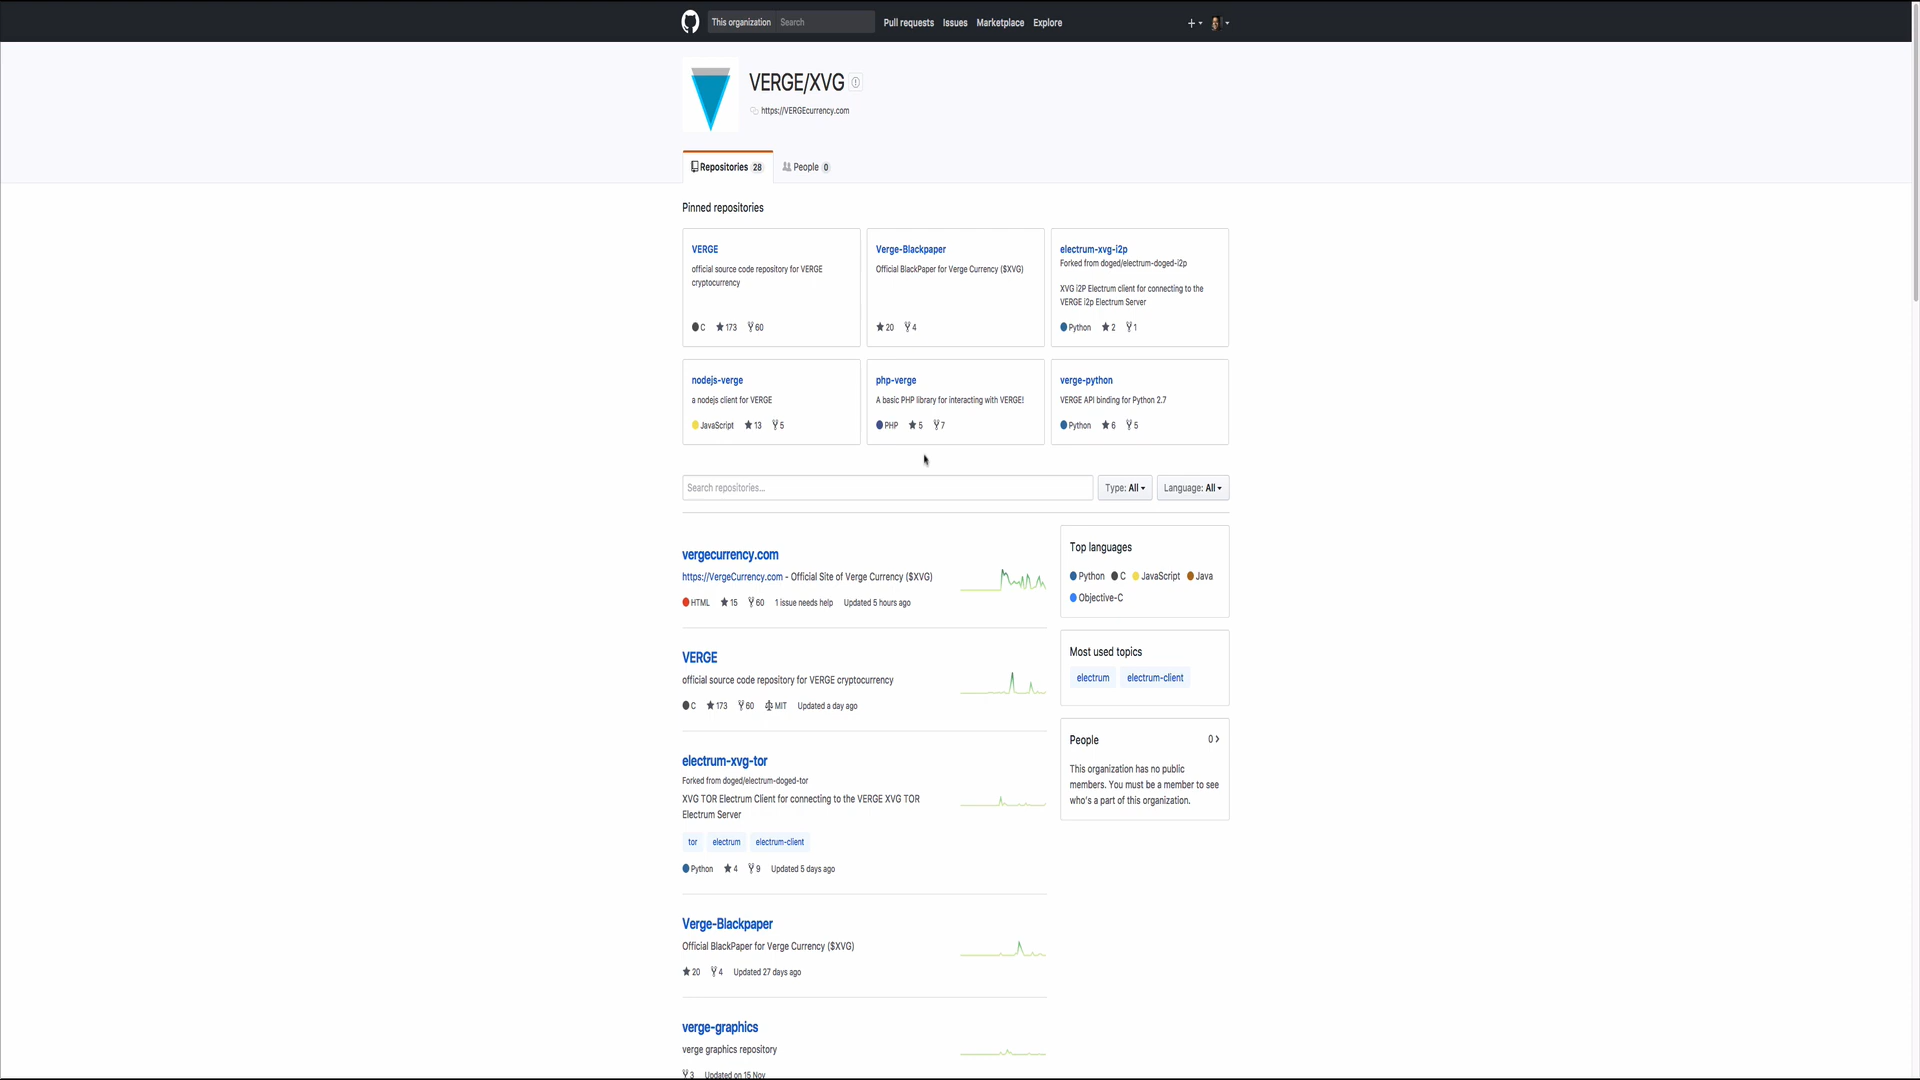 This organization Search Pull requests Issues Marketplace Explore
VERGE/XVG
https://VERGEcurrency.com
Repositories 28 People 0
Pinned repositories
VERGE
official source code repository for VERGE
cryptocurrency
C 173 60
Verge-Blackpaper
Official BlackPaper for Verge Currency ($XVG)
20 4
electrum-xvg-i2p
Forked from doged/electrum-doged-i2p
XVG i2P Electrum client for connecting to the
VERGE i2p Electrum Server
Python 2 1
nodejs-verge
a nodejs client for VERGE
JavaScript 13 5
php-verge
A basic PHP library for interacting with VERGE!
PHP 5 7
verge-python
VERGE API binding for Python 2.7
Python 6 5
Search repositories...
Type: All
Language: All
vergecurrency.com
https://VergeCurrency.com - Official Site of Verge Currency ($XVG)
HTML 15 60 1 issue needs help Updated 5 hours ago
VERGE
official source code repository for VERGE cryptocurrency
C 173 60 MIT Updated a day ago
electrum-xvg-tor
Forked from doged/electrum-doged-tor
XVG TOR Electrum Client for connecting to the VERGE XVG TOR
Electrum Server
tor electrum electrum-client
Python 4 9 Updated 5 days ago
Verge-Blackpaper
Official BlackPaper for Verge Currency ($XVG)
20 4 Updated 27 days ago
verge-graphics
verge graphics repository
3 Updated on 15 Nov
Top languages
Python C JavaScript Java
Objective-C
Most used topics
electrum electrum-client
People 0
This organization has no public
members. You must be a member to see
who's a part of this organization.